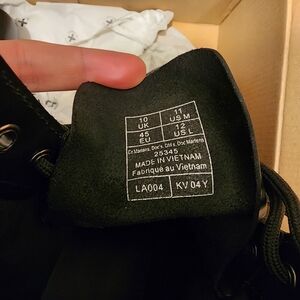 10 UK 11 US M
45 EU 12 US L
Dr.Martens, Doc's, DM's, Doc Martens
25345
MADE IN VIETNAM
Fabriqué au Vietnam
LA004 KV 04 Y